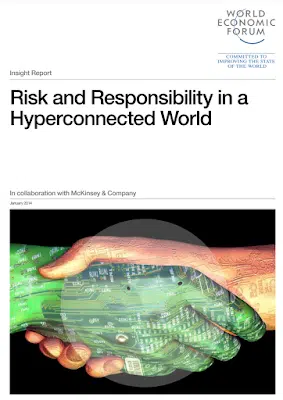 WORLD
ECONOMIC
FORUM
COMMITTED TO
IMPROVING THE STATE
OF THE WORLD
Insight Report
Risk and Responsibility in a
Hyperconnected World
In collaboration with McKinsey & Company
January 2014